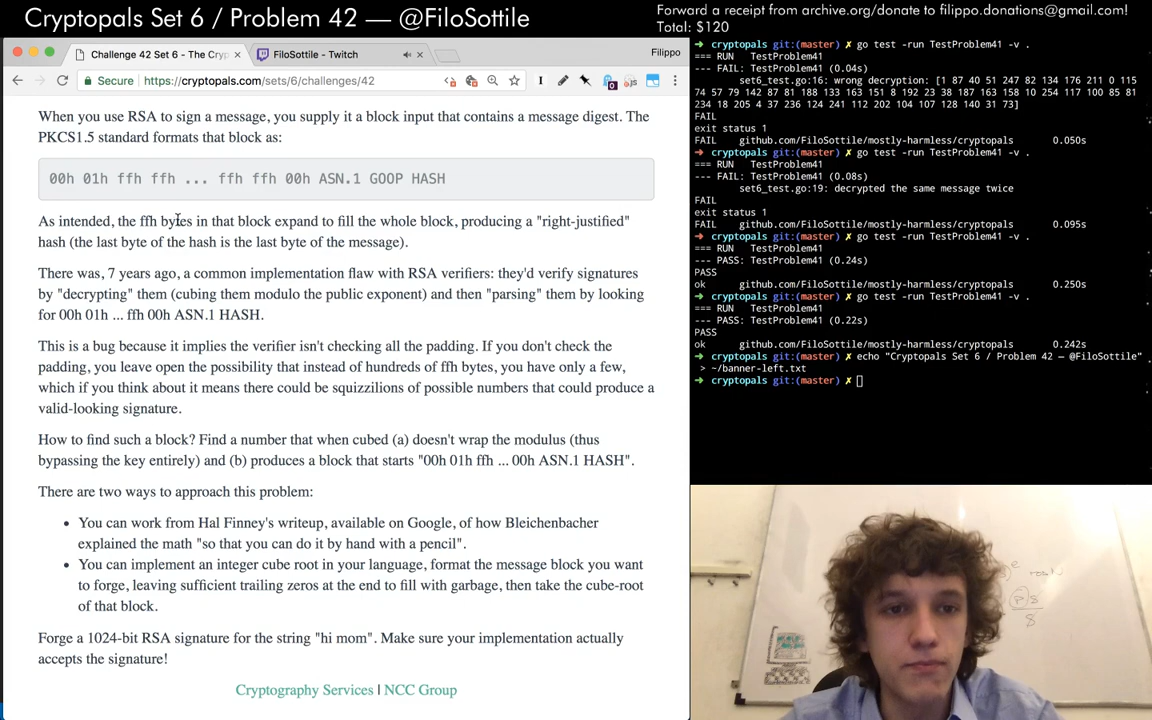 Cryptopals Set 6 / Problem 42 — @FiloSottile
Forward a receipt from archive.org/donate to filippo.donations@gmail.com!
Total: $120
Challenge 42 Set 6 - The Cryp
FiloSottile - Twitch
Filippo
Secure https://cryptopals.com/sets/6/challenges/42
When you use RSA to sign a message, you supply it a block input that contains a message digest. The
PKCS1.5 standard formats that block as:
00h 01h ffh ffh ... ffh ffh 00h ASN.1 GOOP HASH
As intended, the ffh bytes in that block expand to fill the whole block, producing a "right-justified"
hash (the last byte of the hash is the last byte of the message).
There was, 7 years ago, a common implementation flaw with RSA verifiers: they'd verify signatures
by "decrypting" them (cubing them modulo the public exponent) and then "parsing" them by looking
for 00h 01h ... ffh 00h ASN.1 HASH.
This is a bug because it implies the verifier isn't checking all the padding. If you don't check the
padding, you leave open the possibility that instead of hundreds of ffh bytes, you have only a few,
which if you think about it means there could be squizzilions of possible numbers that could produce a
valid-looking signature.
How to find such a block? Find a number that when cubed (a) doesn't wrap the modulus (thus
bypassing the key entirely) and (b) produces a block that starts "00h 01h ffh ... 00h ASN.1 HASH".
There are two ways to approach this problem:
• You can work from Hal Finney's writeup, available on Google, of how Bleichenbacher
explained the math "so that you can do it by hand with a pencil".
• You can implement an integer cube root in your language, format the message block you want
to forge, leaving sufficient trailing zeros at the end to fill with garbage, then take the cube-root
of that block.
Forge a 1024-bit RSA signature for the string "hi mom". Make sure your implementation actually
accepts the signature!
Cryptography Services | NCC Group
➜ cryptopals git:(master) ✗ go test -run TestProblem41 -v .
=== RUN TestProblem41
--- FAIL: TestProblem41 (0.04s)
set6_test.go:16: wrong decryption: [1 87 40 51 247 82 134 176 211 0 115
74 57 79 142 87 81 188 133 163 151 8 192 23 38 187 163 158 10 254 117 100 85 81
234 18 205 4 37 236 124 241 112 202 104 107 128 140 31 73]
FAIL
exit status 1
FAIL github.com/FiloSottile/mostly-harmless/cryptopals 0.050s
➜ cryptopals git:(master) ✗ go test -run TestProblem41 -v .
=== RUN TestProblem41
--- FAIL: TestProblem41 (0.08s)
set6_test.go:19: decrypted the same message twice
FAIL
exit status 1
FAIL github.com/FiloSottile/mostly-harmless/cryptopals 0.095s
➜ cryptopals git:(master) ✗ go test -run TestProblem41 -v .
=== RUN TestProblem41
--- PASS: TestProblem41 (0.24s)
PASS
ok github.com/FiloSottile/mostly-harmless/cryptopals 0.250s
➜ cryptopals git:(master) ✗ go test -run TestProblem41 -v .
=== RUN TestProblem41
--- PASS: TestProblem41 (0.22s)
PASS
ok github.com/FiloSottile/mostly-harmless/cryptopals 0.242s
➜ cryptopals git:(master) ✗ echo "Cryptopals Set 6 / Problem 42 — @FiloSottile"
> ~/banner-left.txt
➜ cryptopals git:(master) ✗